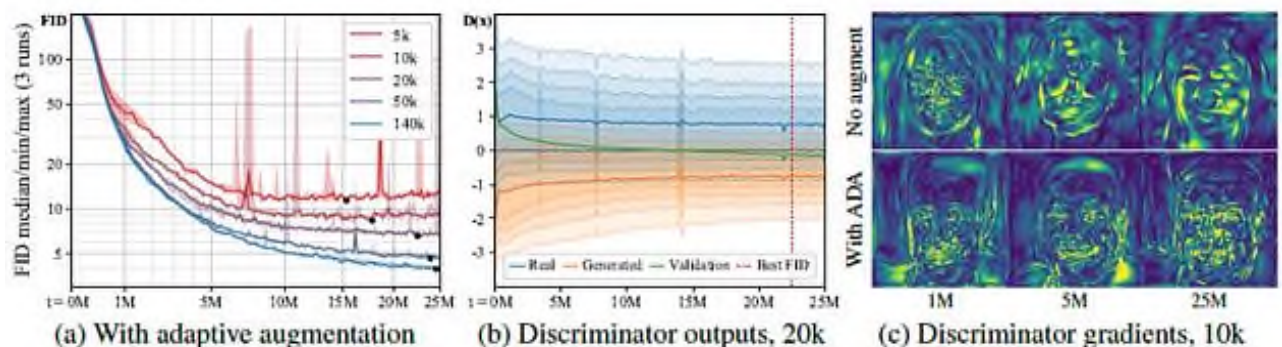 FID
100
50
20
10
5
FID median/min/max (3 runs)
5k
10k
20k
50k
140k
t=0M 1M 5M 10M 15M 20M 25M
(a) With adaptive augmentation
D(x)
3
2
1
0
-1
-2
-3
Real Generated Validation Best FID
t=0M 5M 10M 15M 20M 25M
(b) Discriminator outputs, 20k
No augment
With ADA
1M 5M 25M
(c) Discriminator gradients, 10k